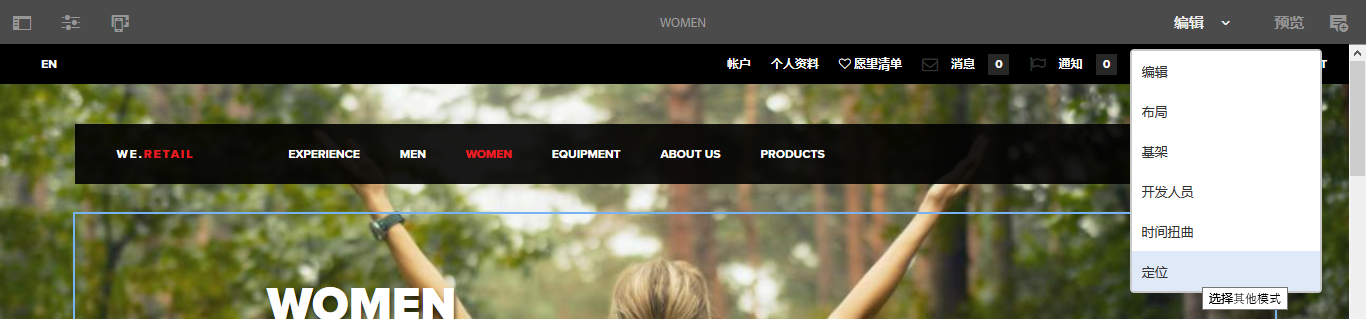 WOMEN 编辑 预览
EN 帐户 个人资料 愿里清单 消息 0 通知 0 T
WE.RETAIL EXPERIENCE MEN WOMEN EQUIPMENT ABOUT US PRODUCTS
编辑
布局
基架
开发人员
时间扭曲
定位
选择其他模式
WOMEN